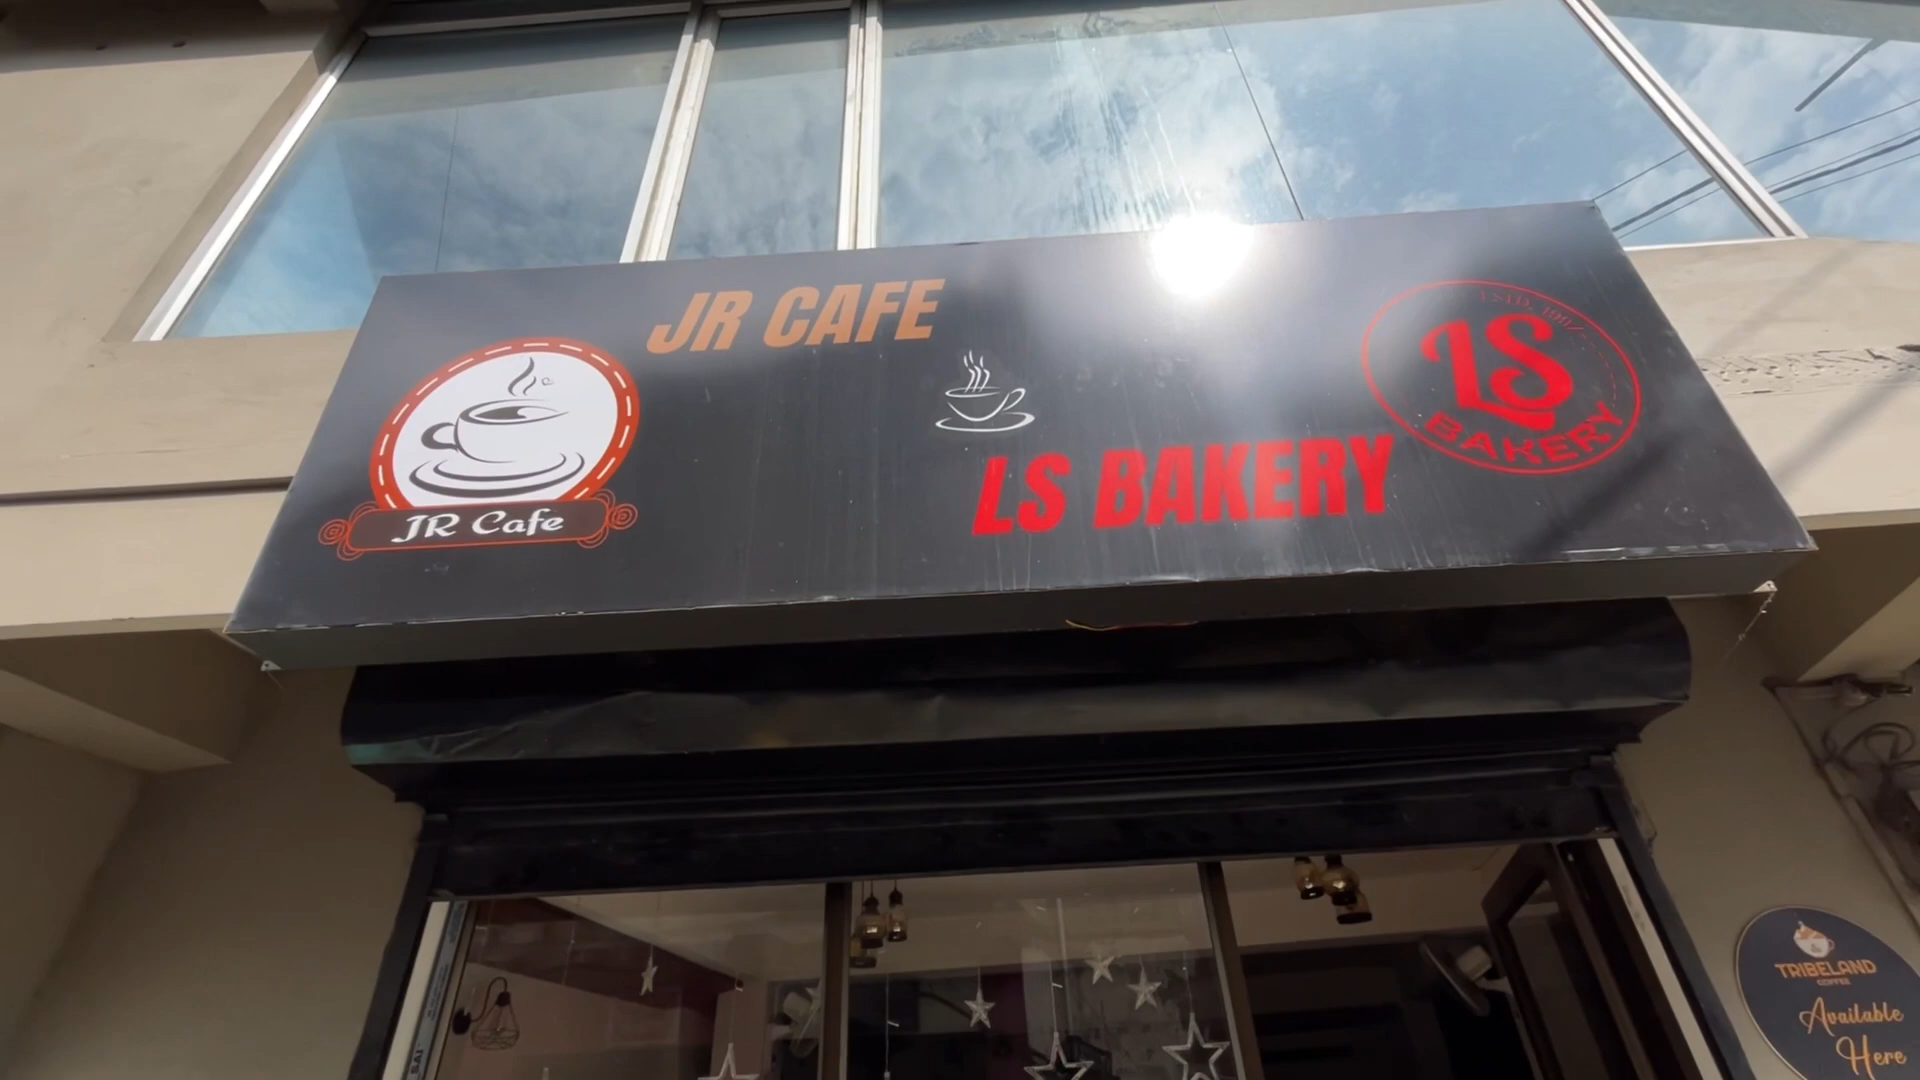 JR CAFE
JR Cafe
LS BAKERY
LS
BAKERY
TRIBELAND
COFFEE
Available
Here